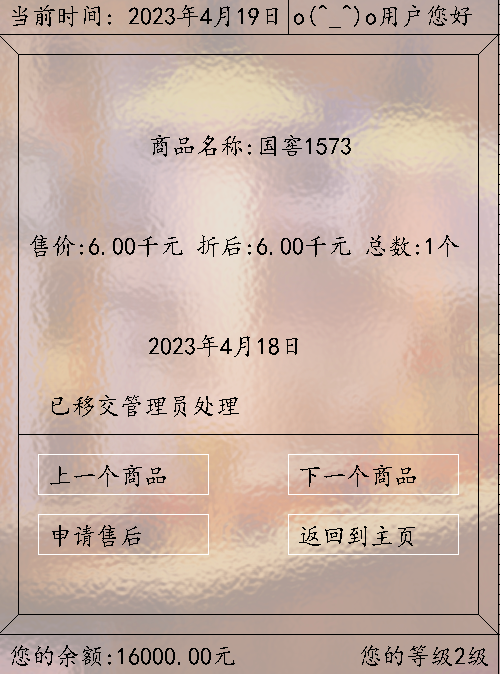 当前时间: 2023年4月19日 o(^_^)o用户您好
商品名称:国窖1573
售价:6.00千元 折后:6.00千元 总数:1个
2023年4月18日
已移交管理员处理
上一个商品 下一个商品
申请售后 返回到主页
您的余额:16000.00元 您的等级2级